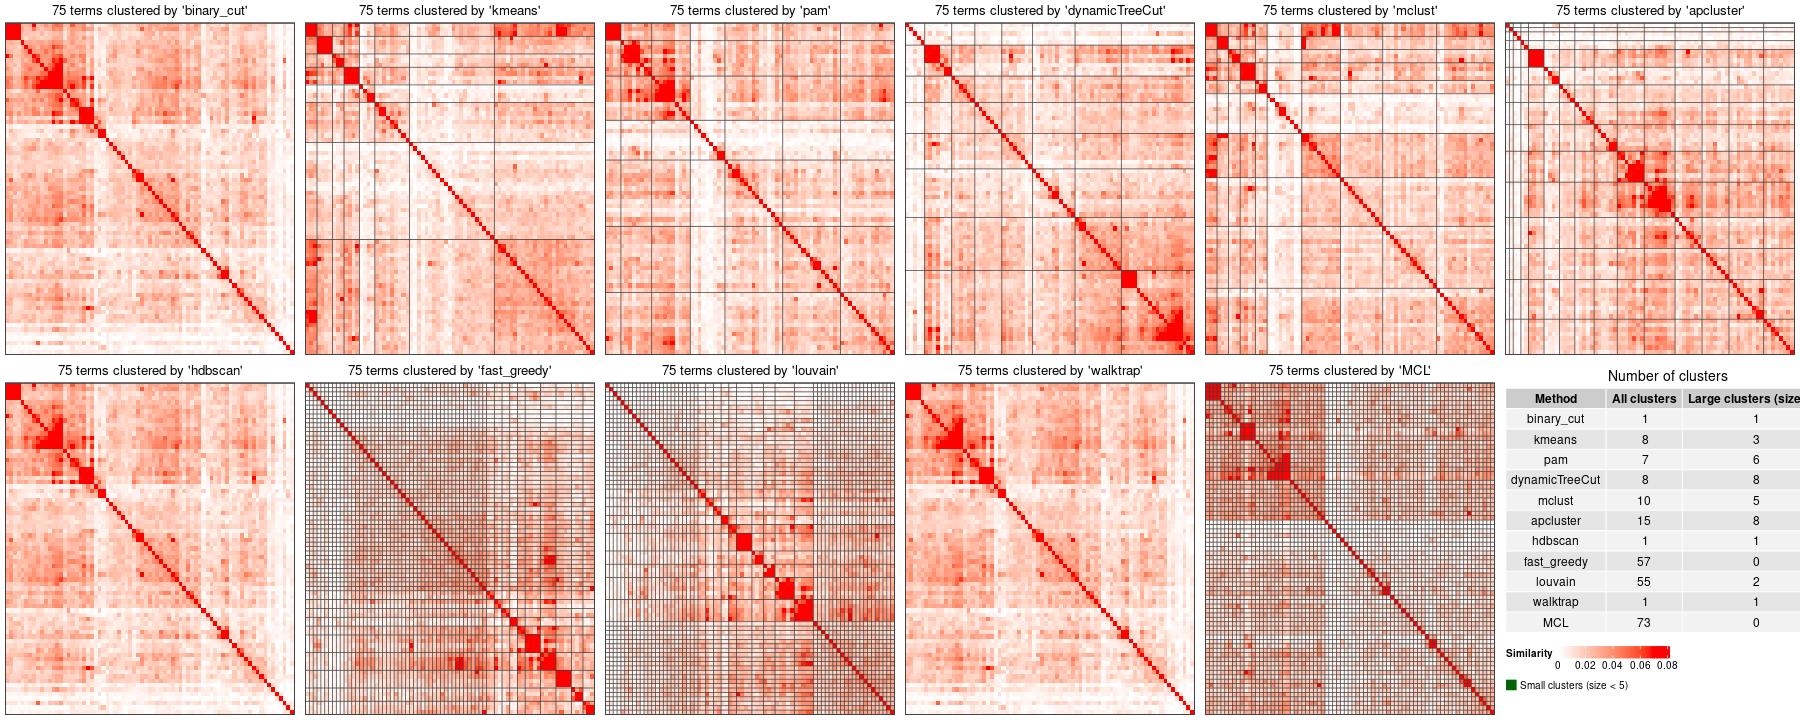 75 terms clustered by 'binary_cut'
75 terms clustered by 'kmeans'
75 terms clustered by 'pam'
75 terms clustered by 'dynamicTreeCut'
75 terms clustered by 'mclust'
75 terms clustered by 'apcluster'
75 terms clustered by 'hdbscan'
75 terms clustered by 'fast_greedy'
75 terms clustered by 'louvain'
75 terms clustered by 'walktrap'
75 terms clustered by 'MCL'
Number of clusters
Method All clusters Large clusters (size
binary_cut 1 1
kmeans 8 3
pam 7 6
dynamicTreeCut 8 8
mclust 10 5
apcluster 15 8
hdbscan 1 1
fast_greedy 57 0
louvain 55 2
walktrap 1 1
MCL 73 0
Similarity
0 0.02 0.04 0.06 0.08
Small clusters (size < 5)